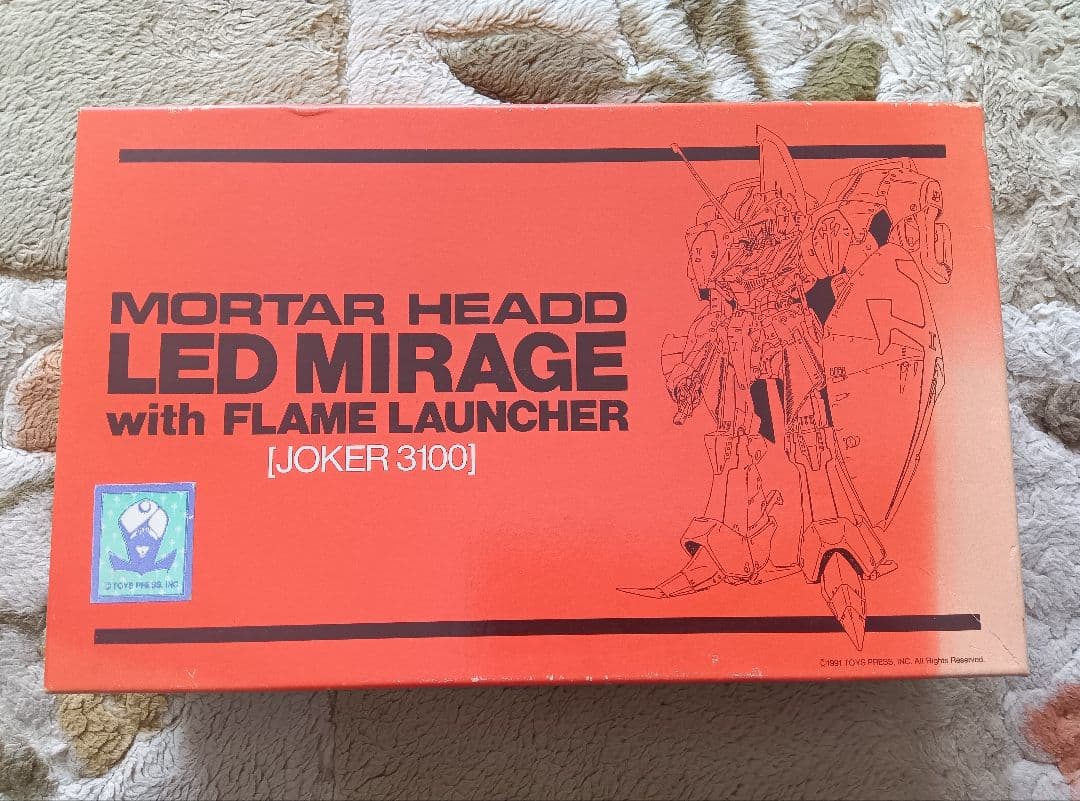 MORTAR HEADD
LED MIRAGE
with FLAME LAUNCHER
[JOKER 3100]
©TOYS PRESS, INC
©1991 TOYS PRESS, INC. All Rights Reserved.